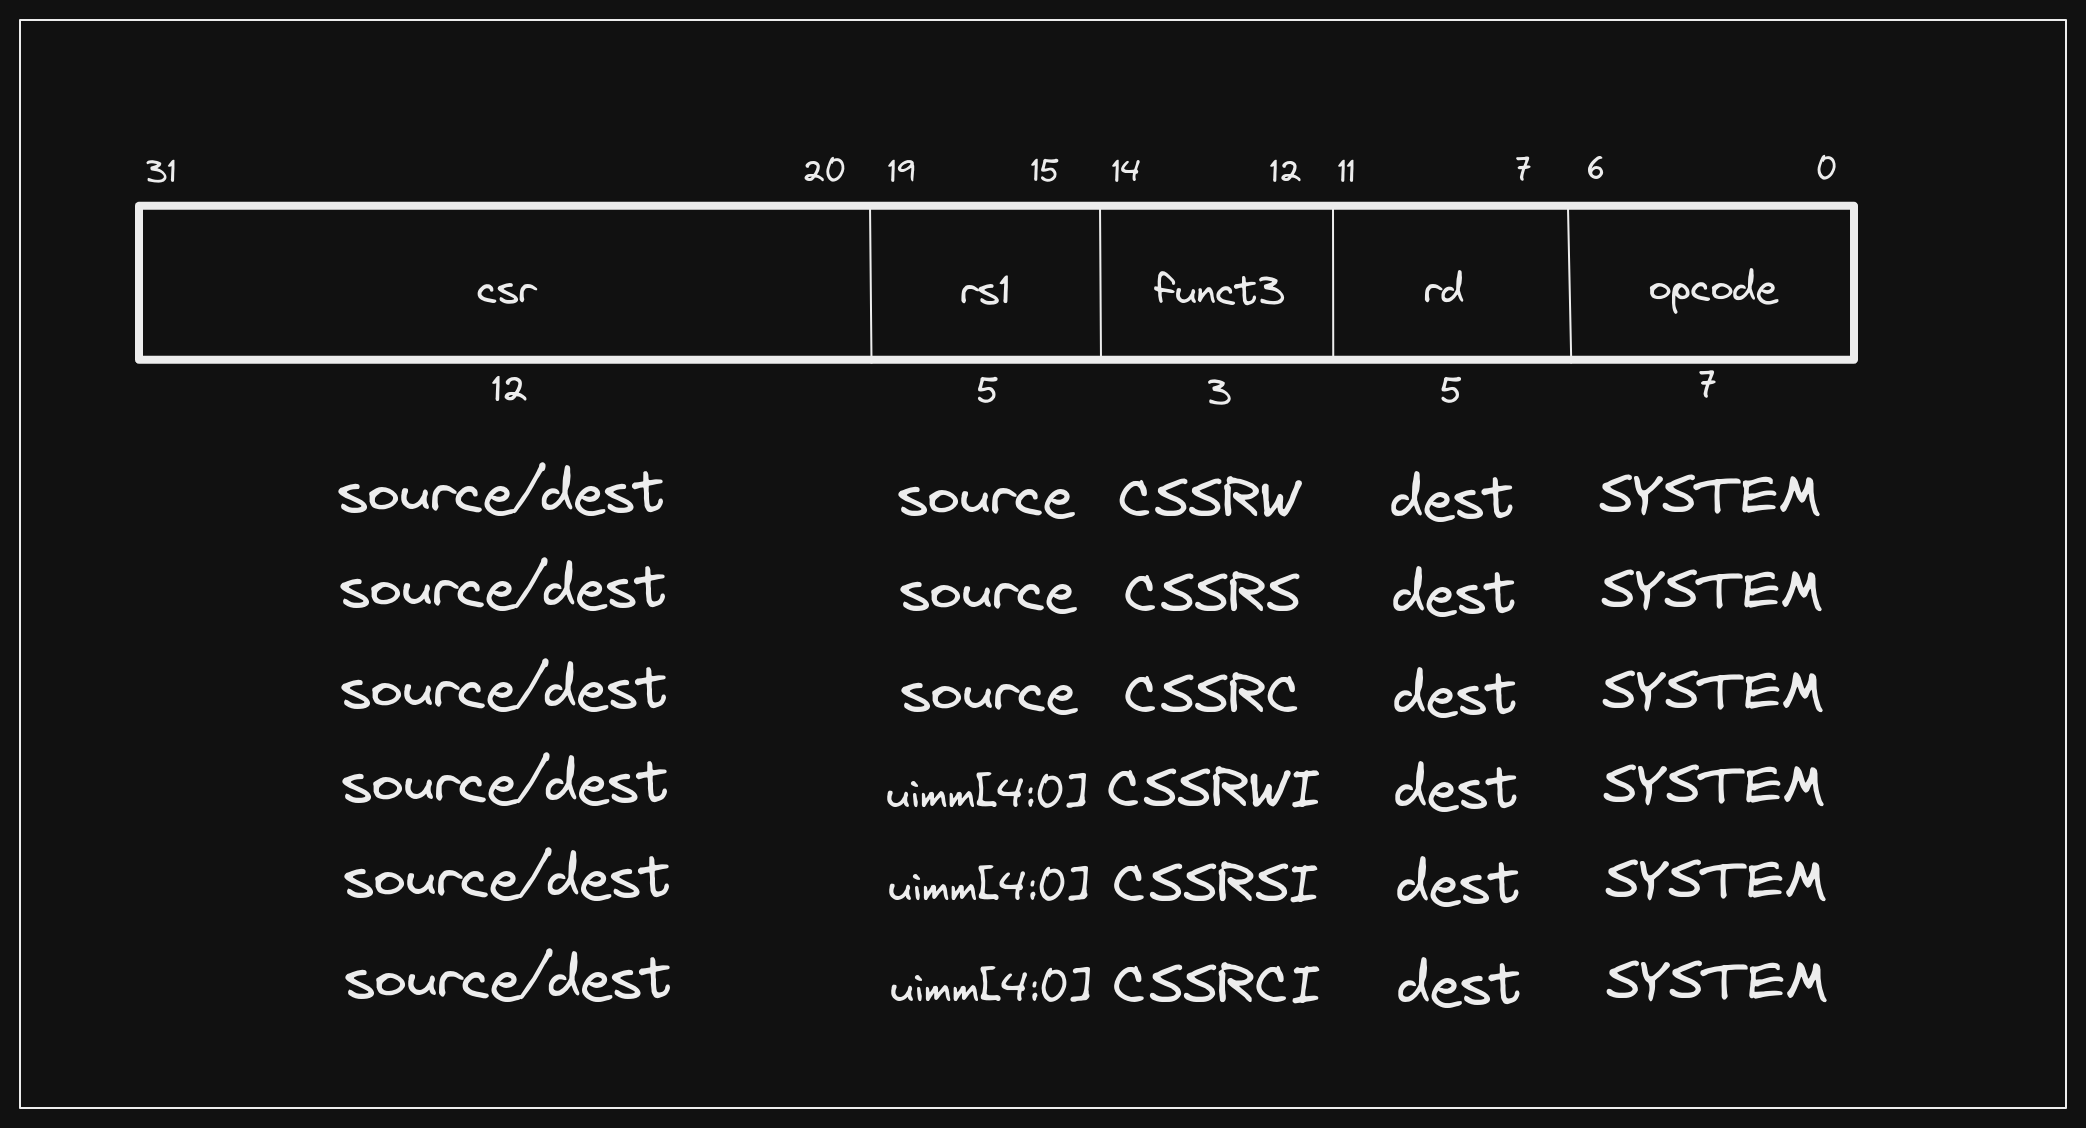 31 20 19 15 14 12 11 7 6 0
csr rs1 funct3 rd opcode
12 5 3 5 7
source/dest source CSSRW dest SYSTEM
source/dest source CSSRS dest SYSTEM
source/dest source CSSRC dest SYSTEM
source/dest uimm[4:0] CSSRWI dest SYSTEM
source/dest uimm[4:0] CSSRSI dest SYSTEM
source/dest uimm[4:0] CSSRCI dest SYSTEM